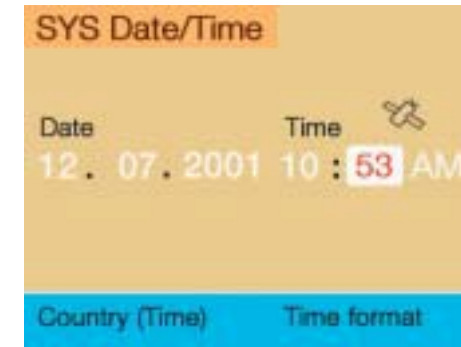 SYS Date/Time
Date Time
12. 07. 2001 10 : 53 AM
Country (Time) Time format